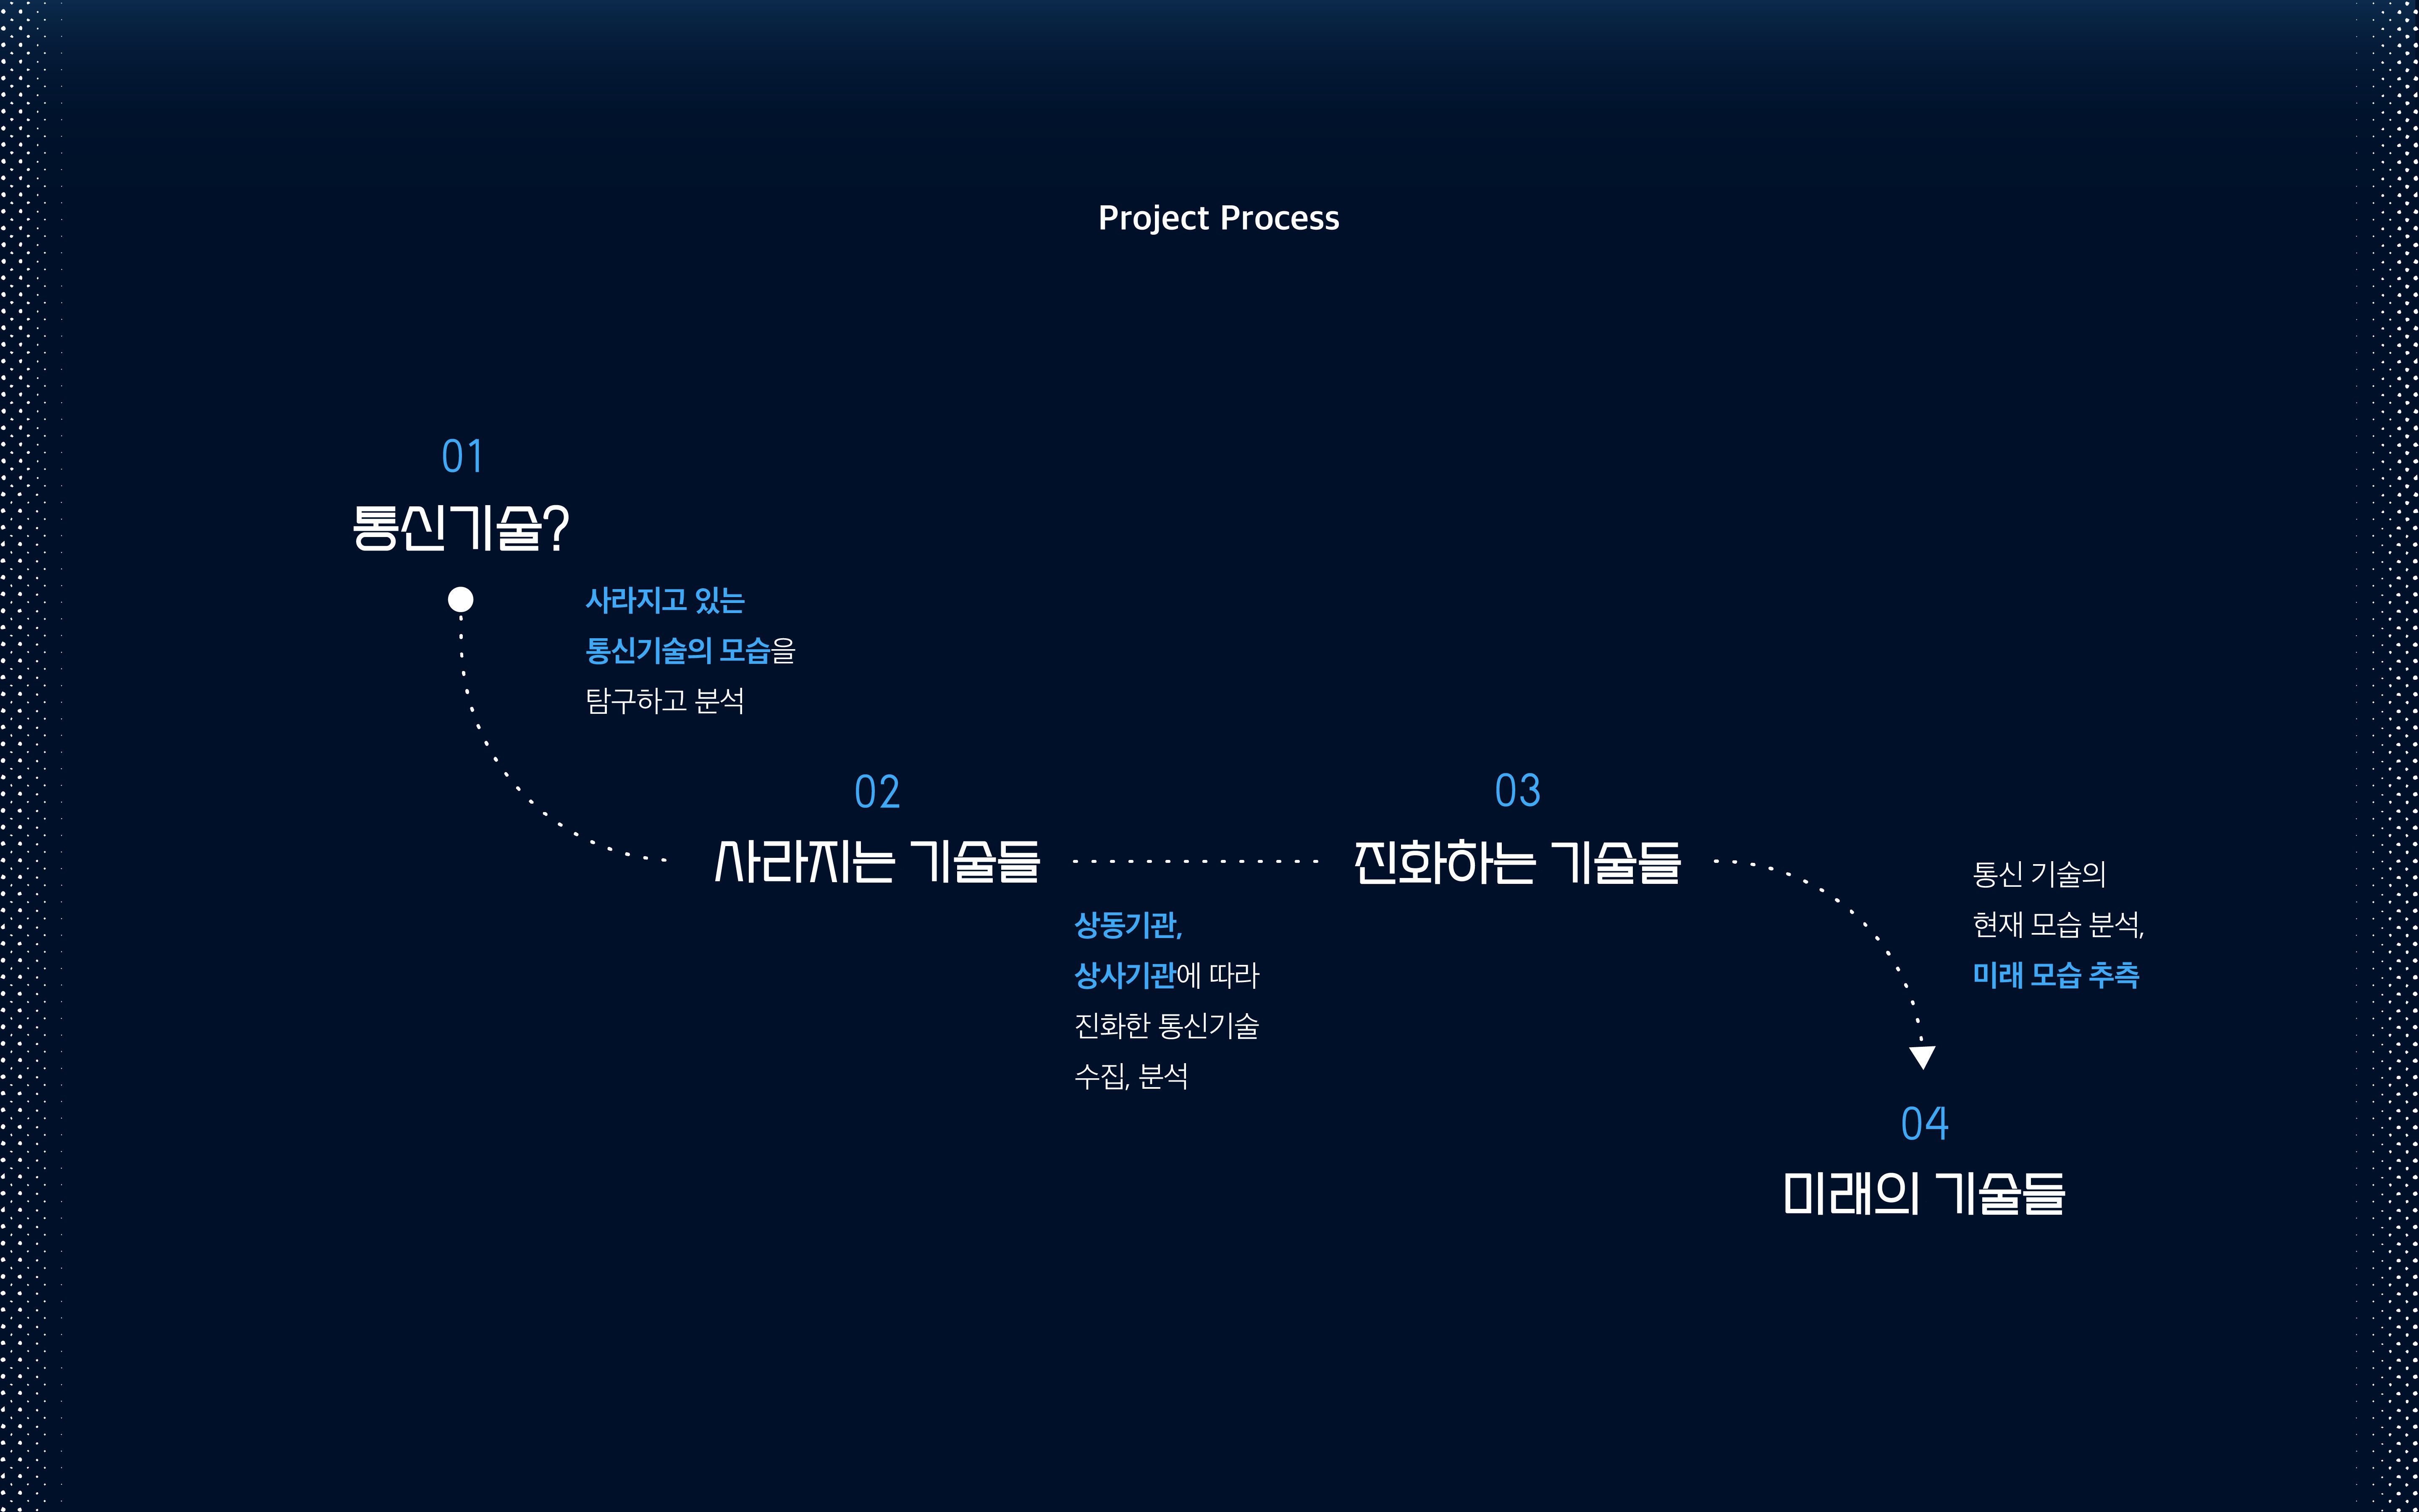 Project Process
01
통신기술?
사라지고 있는
통신기술의 모습을
탐구하고 분석
02
사라지는 기술들
상동기관,
상사기관에 따라
진화한 통신기술
수집, 분석
03
진화하는 기술들
통신 기술의
현재 모습 분석,
미래 모습 추측
04
미래의 기술들